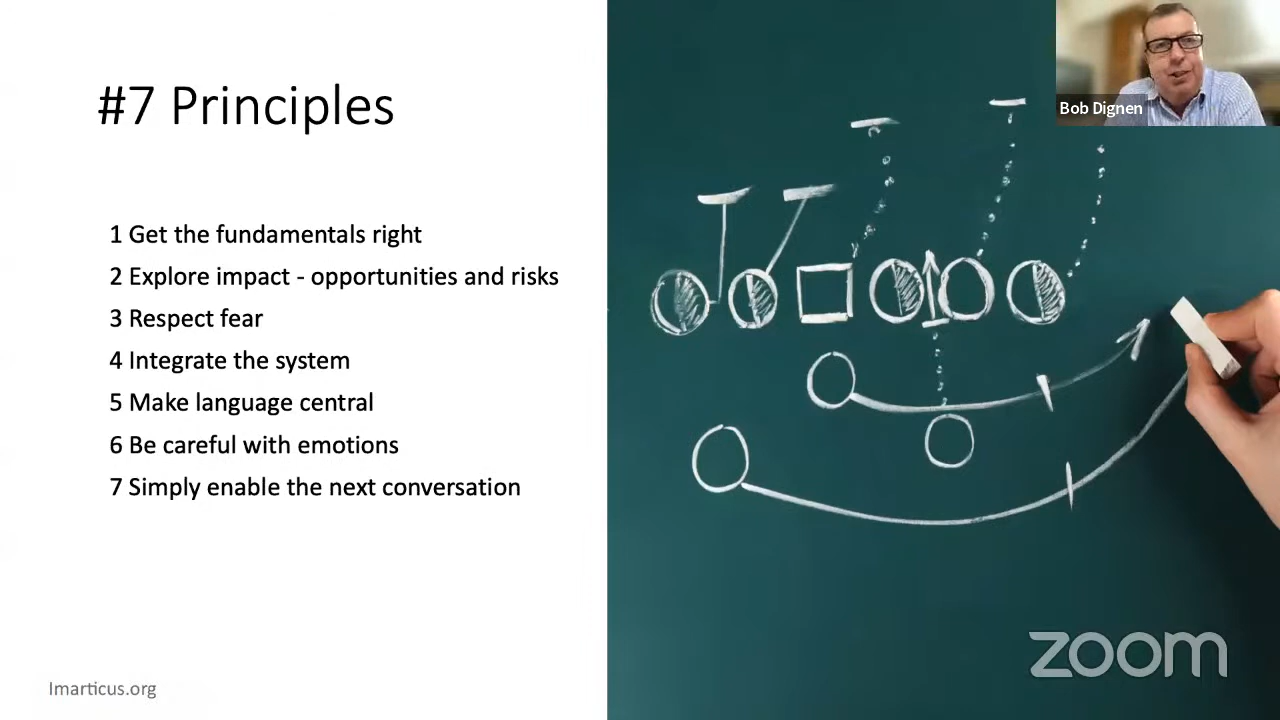 #7 Principles
1 Get the fundamentals right
2 Explore impact - opportunities and risks
3 Respect fear
4 Integrate the system
5 Make language central
6 Be careful with emotions
7 Simply enable the next conversation
Imarticus.org
Bob Dignen
zoom